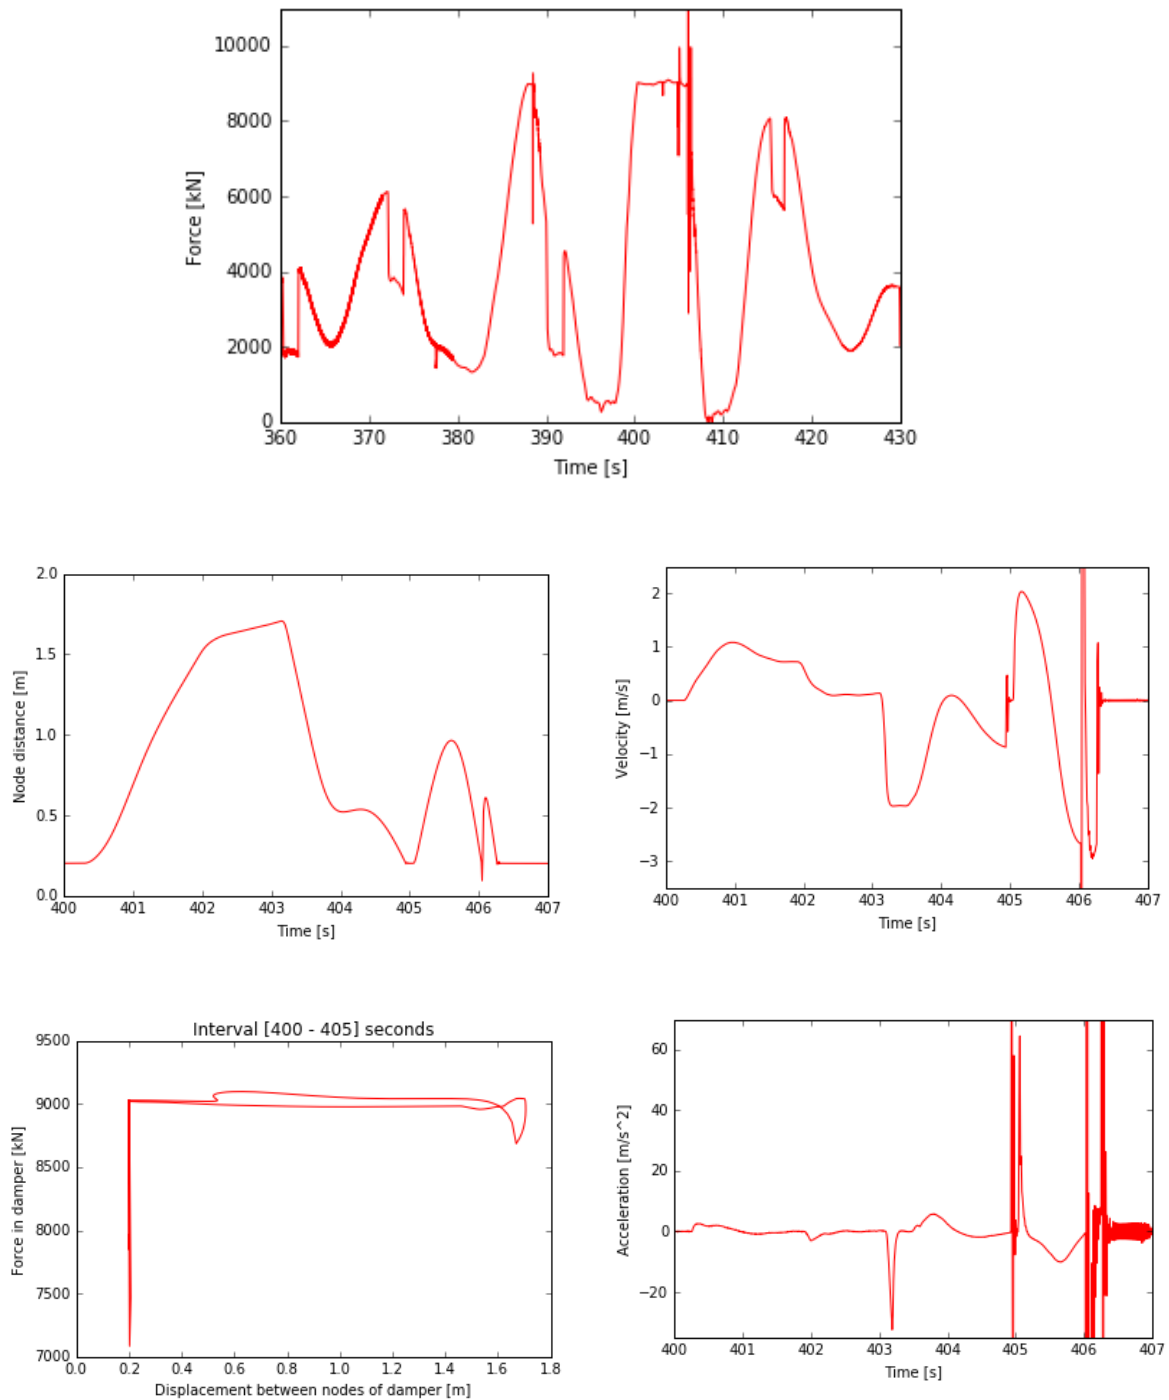 10000
8000
6000
4000
2000
0
Force [kN]
360 370 380 390 400 410 420 430
Time [s]
2.0
1.5
1.0
0.5
0.0
Node distance [m]
400 401 402 403 404 405 406 407
Time [s]
2
1
0
−1
−2
−3
Velocity [m/s]
400 401 402 403 404 405 406 407
Time [s]
Interval [400 - 405] seconds
9500
9000
8500
8000
7500
7000
Force in damper [kN]
0.0 0.2 0.4 0.6 0.8 1.0 1.2 1.4 1.6 1.8
Displacement between nodes of damper [m]
60
40
20
0
−20
Acceleration [m/s^2]
400 401 402 403 404 405 406 407
Time [s]